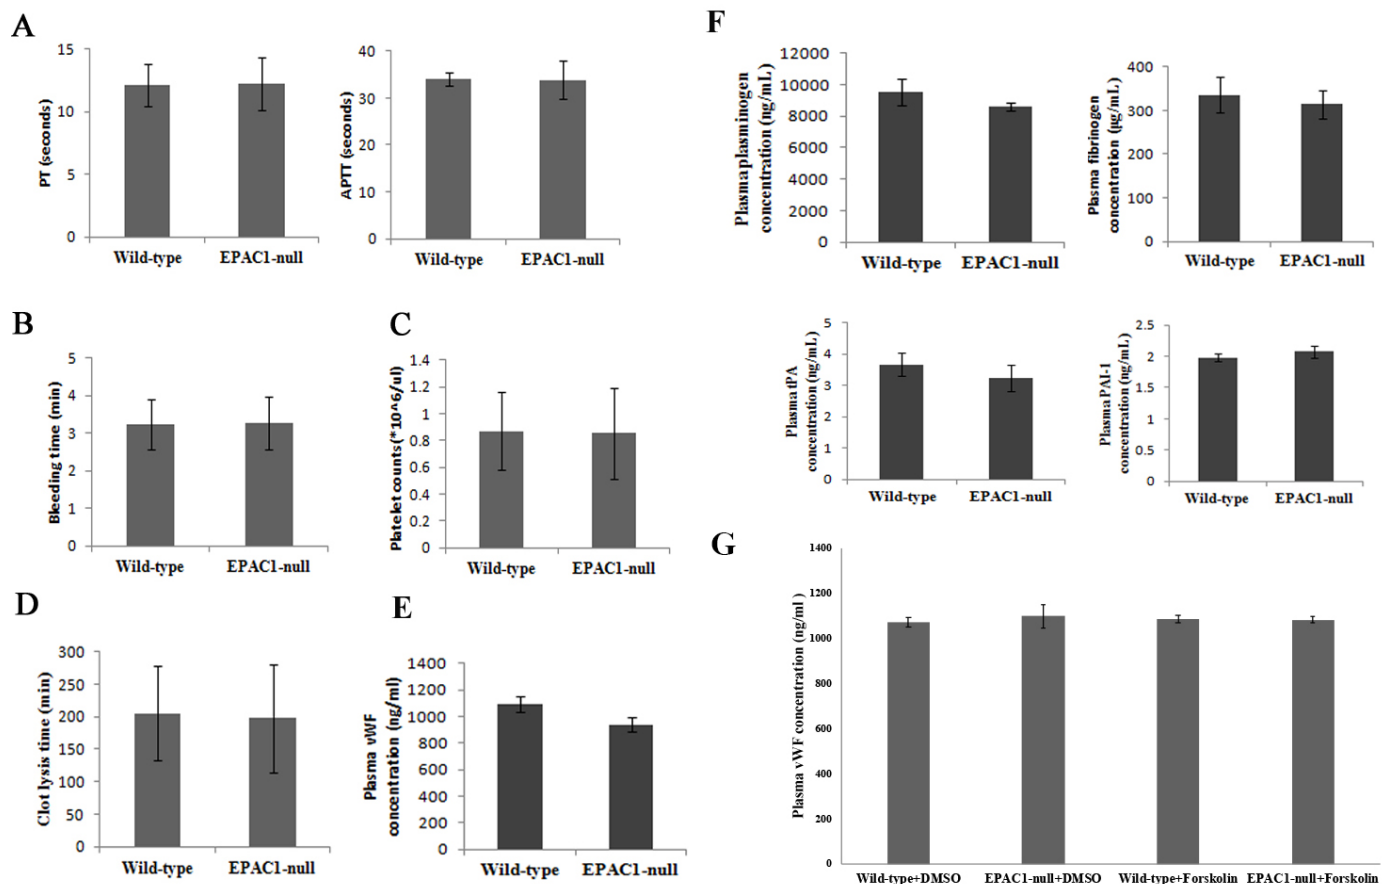 A
PT (seconds)
15
10
5
0
Wild-type EPAC1-null
APTT (seconds)
40
30
20
10
0
Wild-type EPAC1-null
B
Bleeding time (min)
5
4
3
2
1
0
Wild-type EPAC1-null
C
Platelet counts (*10^6/ul)
1.4
1.2
1
0.8
0.6
0.4
0.2
0
Wild-type EPAC1-null
D
Clot lysis time (min)
300
250
200
150
100
50
0
Wild-type EPAC1-null
E
Plasma vWF
concentration (ng/ml)
1400
1200
1000
800
600
400
200
0
Wild-type EPAC1-null
F
Plasma plasminogen
concentration (ng/mL)
12000
10000
8000
6000
4000
2000
0
Wild-type EPAC1-null
Plasma fibrinogen
concentration (µg/mL)
400
300
200
100
0
Wild-type EPAC1-null
Plasma tPA
concentration (ng/mL)
5
4
3
2
1
0
Wild-type EPAC1-null
Plasma PAI-1
concentration (ng/mL)
2.5
2
1.5
1
0.5
0
Wild-type EPAC1-null
G
Plasma vWF concentration (ng/ml)
1400
1200
1000
800
600
400
200
0
Wild-type+DMSO EPAC1-null+DMSO Wild-type+Forskolin EPAC1-null+Forskolin